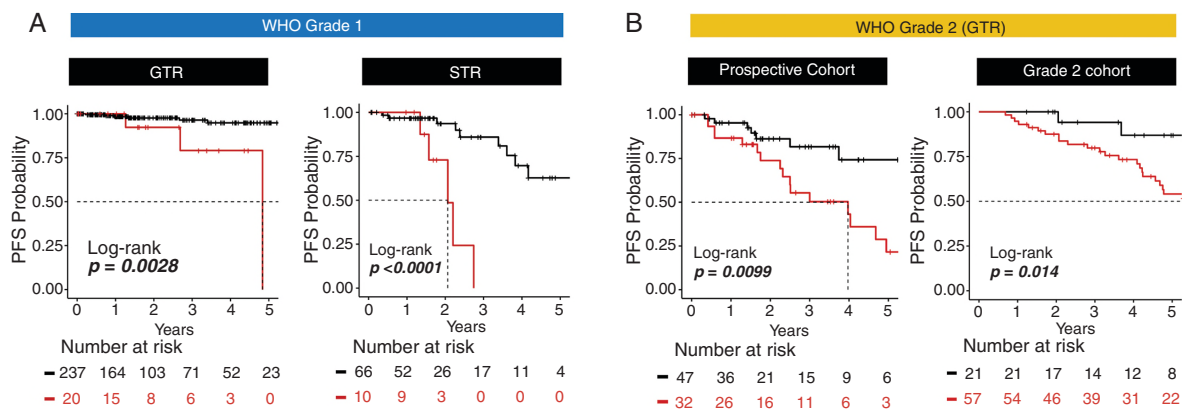 A
WHO Grade 1
GTR
PFS Probability
1.00
0.75
0.50
0.25
0.00
Log-rank
p = 0.0028
0 1 2 3 4 5
Years
Number at risk
237 164 103 71 52 23
20 15 8 6 3 0
STR
PFS Probability
1.00
0.75
0.50
0.25
0.00
Log-rank
p <0.0001
0 1 2 3 4 5
Years
Number at risk
66 52 26 17 11 4
10 9 3 0 0 0
B
WHO Grade 2 (GTR)
Prospective Cohort
PFS Probability
1.00
0.75
0.50
0.25
0.00
Log-rank
p = 0.0099
0 1 2 3 4 5
Years
Number at risk
47 36 21 15 9 6
32 26 16 11 6 3
Grade 2 cohort
PFS Probability
1.00
0.75
0.50
0.25
0.00
Log-rank
p = 0.014
0 1 2 3 4 5
Years
Number at risk
21 21 17 14 12 8
57 54 46 39 31 22